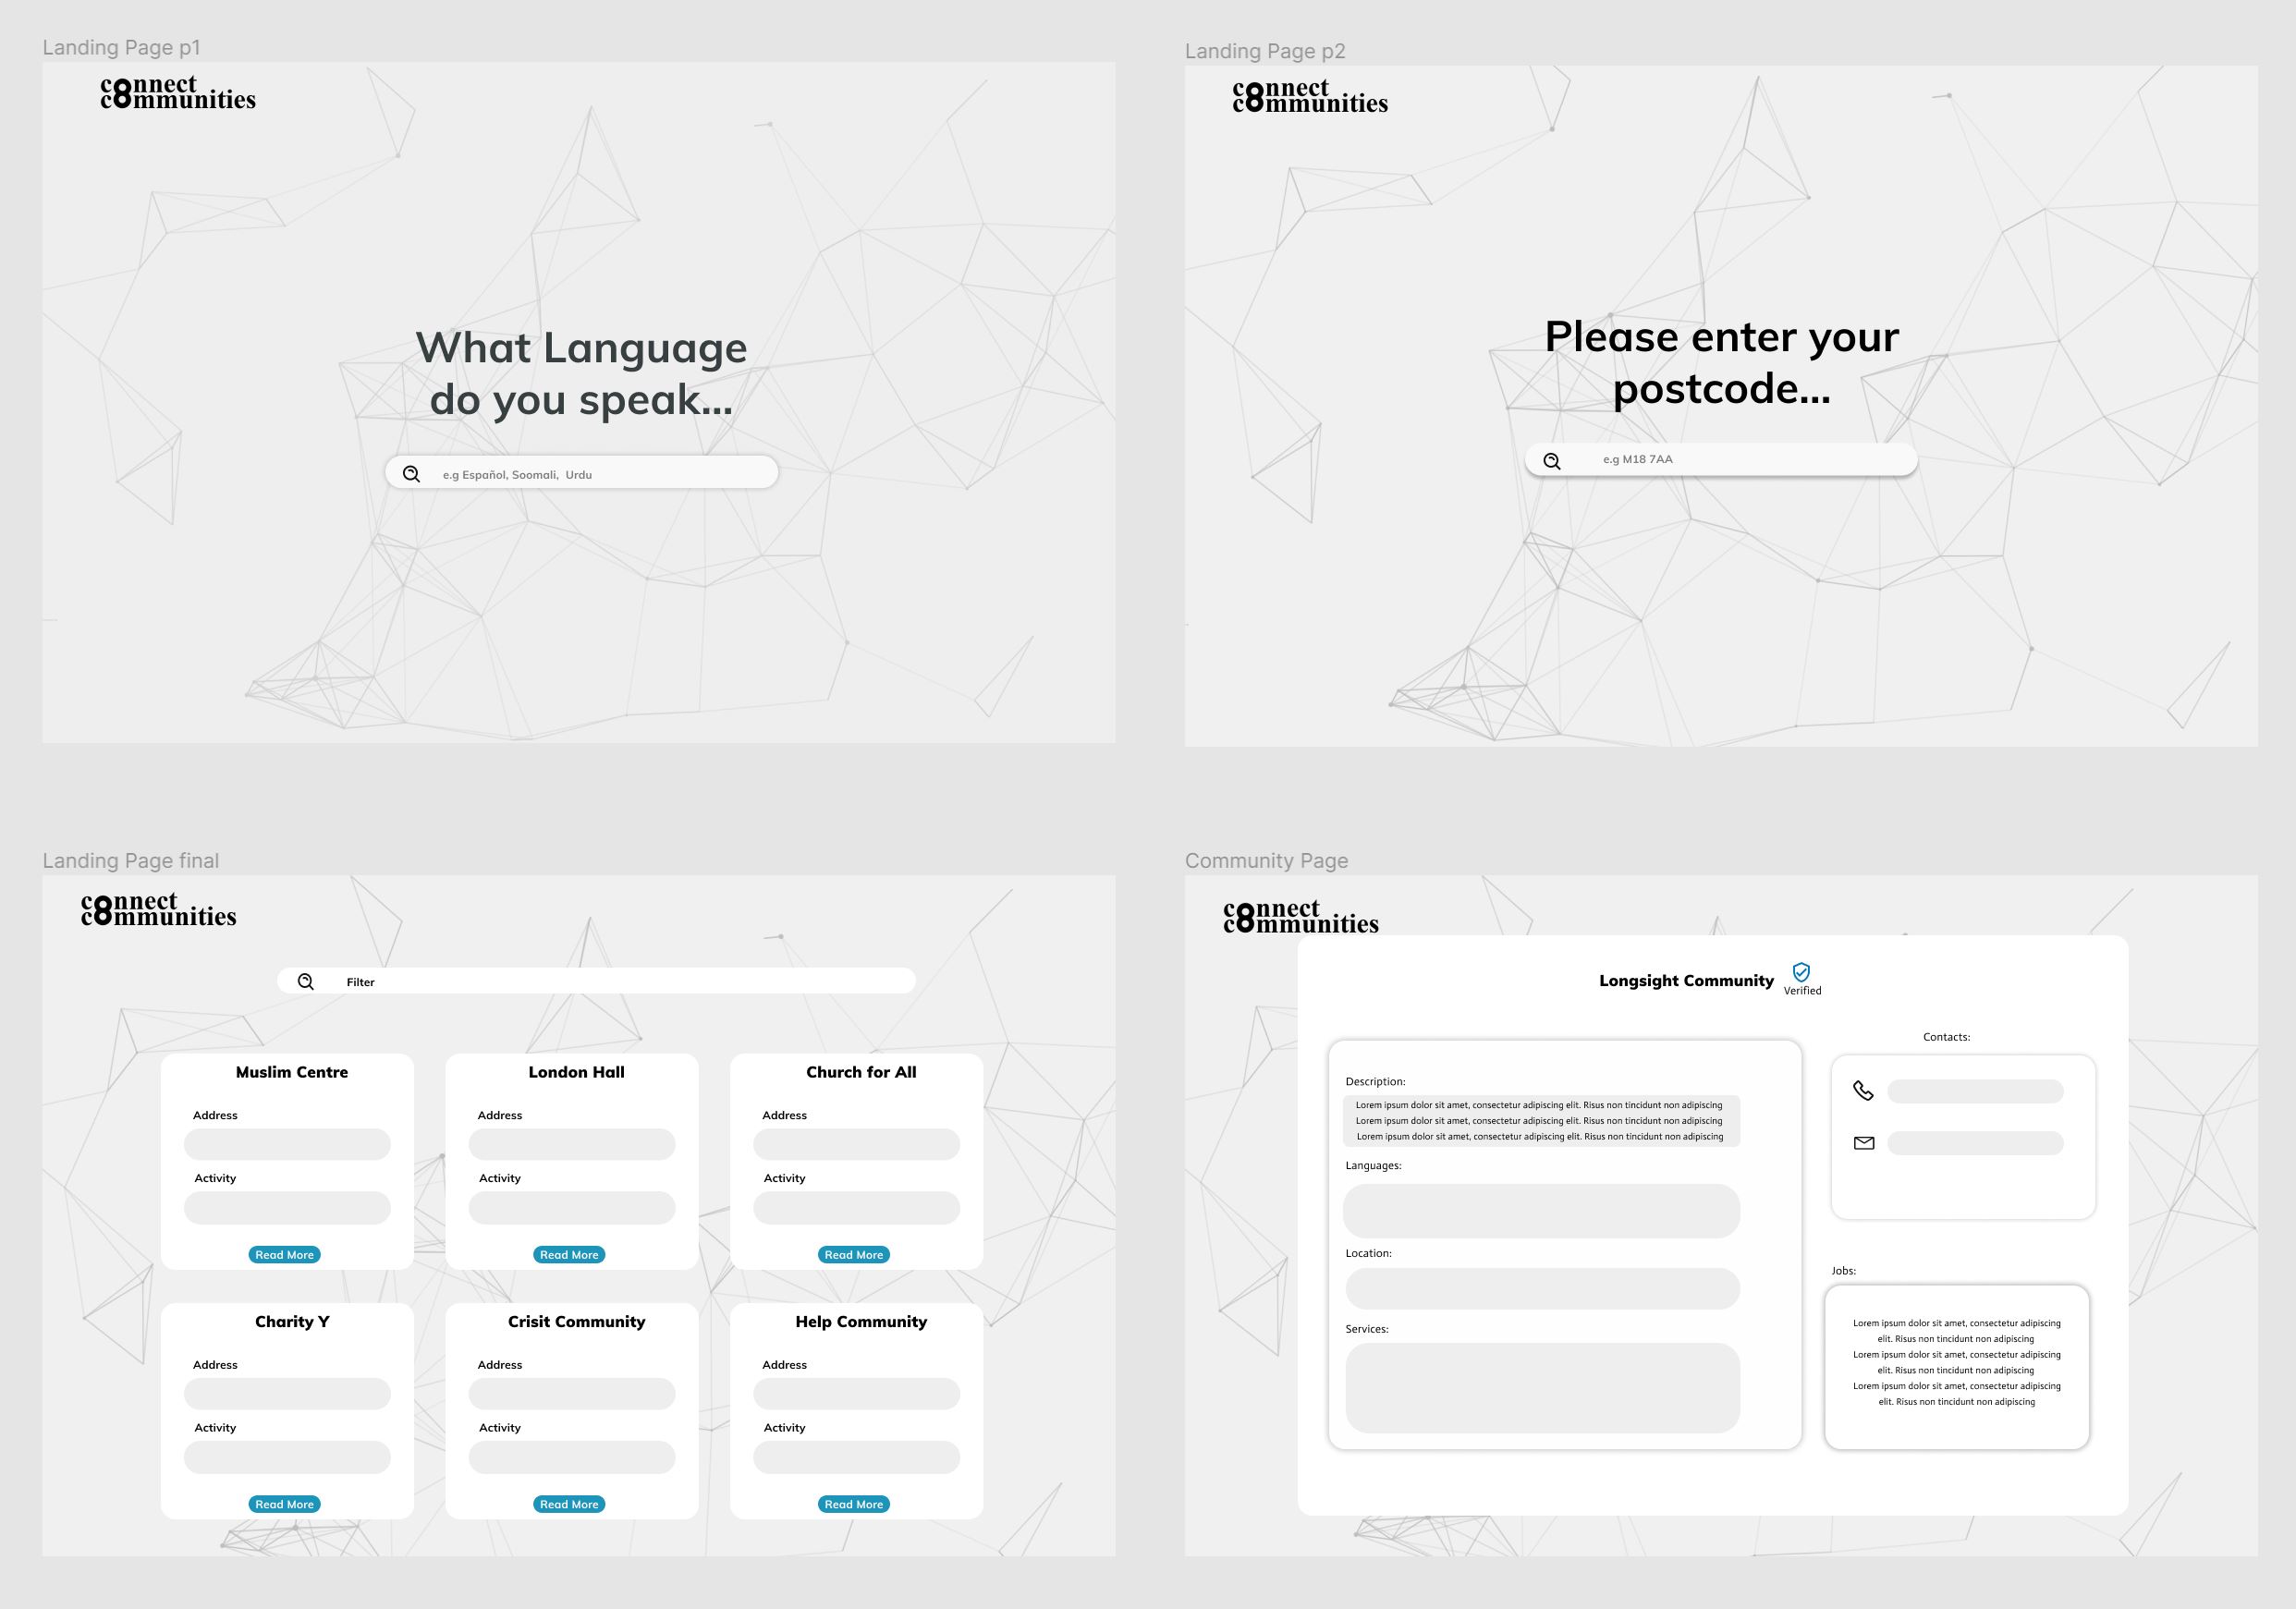 Landing Page p1
connect
communities
What Language
do you speak...
e.g Español, Soomali, Urdu
Landing Page p2
connect
communities
Please enter your
postcode...
e.g M18 7AA
Landing Page final
connect
communities
Filter
Muslim Centre
Address
Activity
Read More
London Hall
Address
Activity
Read More
Church for All
Address
Activity
Read More
Charity Y
Address
Activity
Read More
Crisit Community
Address
Activity
Read More
Help Community
Address
Activity
Read More
Community Page
connect
communities
Longsight Community
Verified
Description:
Lorem ipsum dolor sit amet, consectetur adipiscing elit. Risus non tincidunt non adipiscing
Lorem ipsum dolor sit amet, consectetur adipiscing elit. Risus non tincidunt non adipiscing
Lorem ipsum dolor sit amet, consectetur adipiscing elit. Risus non tincidunt non adipiscing
Languages:
Location:
Services:
Contacts:
Jobs:
Lorem ipsum dolor sit amet, consectetur adipiscing
elit. Risus non tincidunt non adipiscing
Lorem ipsum dolor sit amet, consectetur adipiscing
elit. Risus non tincidunt non adipiscing
Lorem ipsum dolor sit amet, consectetur adipiscing
elit. Risus non tincidunt non adipiscing